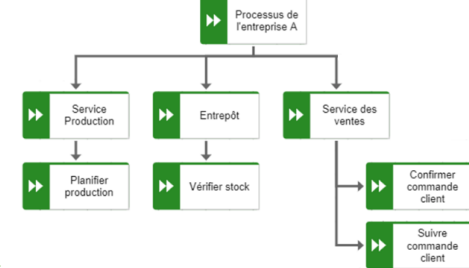 Processus de
l'entreprise A
Service
Production
Entrepôt
Service des
ventes
Planifier
production
Vérifier stock
Confirmer
commande
client
Suivre
commande
client